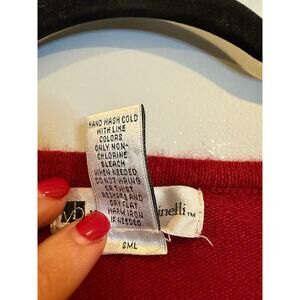 HAND WASH COLD
WITH LIKE
COLORS
ONLY NON-
CHLORINE
BLEACH
WHEN NEEDED
DO NOT WRING
OR TWIST
RESHAPE AND
DRY FLAT
WARM IRON
IF NEEDED
SML
nelli™